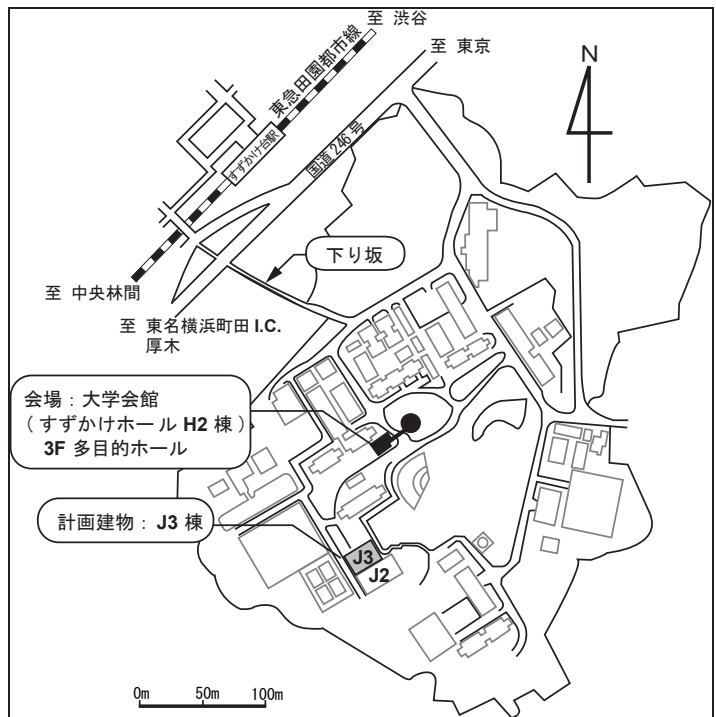 至 渋谷
至 東京
東急田園都市線
すずかけ台駅
国道246号
N
下り坂
至 中央林間
至 東名横浜町田 I.C.
厚木
会場：大学会館
(すずかけホール H2 棟)
3F 多目的ホール
計画建物： J3 棟
J3
J2
0m 50m 100m